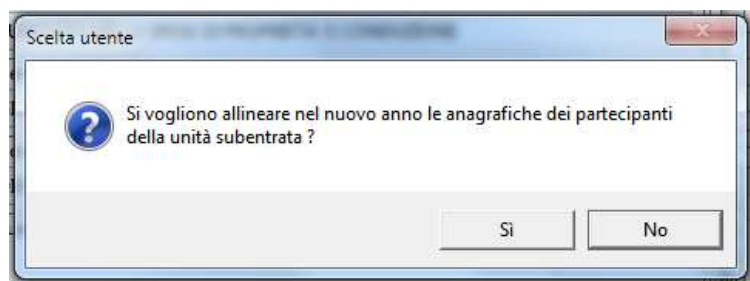 Scelta utente
Si vogliono allineare nel nuovo anno le anagrafiche dei partecipanti
della unità subentrata ?
Sì
No